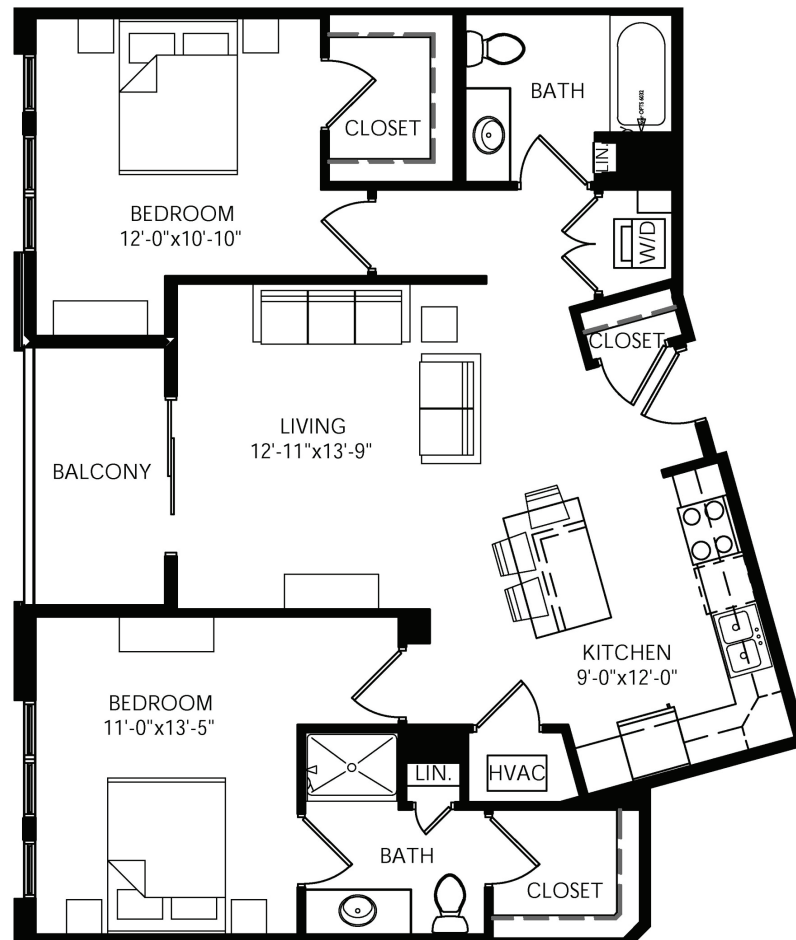 BATH
CLOSET
LIN.
BEDROOM
12'-0"x10'-10"
W/D
CLOSET
LIVING
12'-11"x13'-9"
BALCONY
KITCHEN
9'-0"x12'-0"
BEDROOM
11'-0"x13'-5"
LIN.
HVAC
BATH
CLOSET